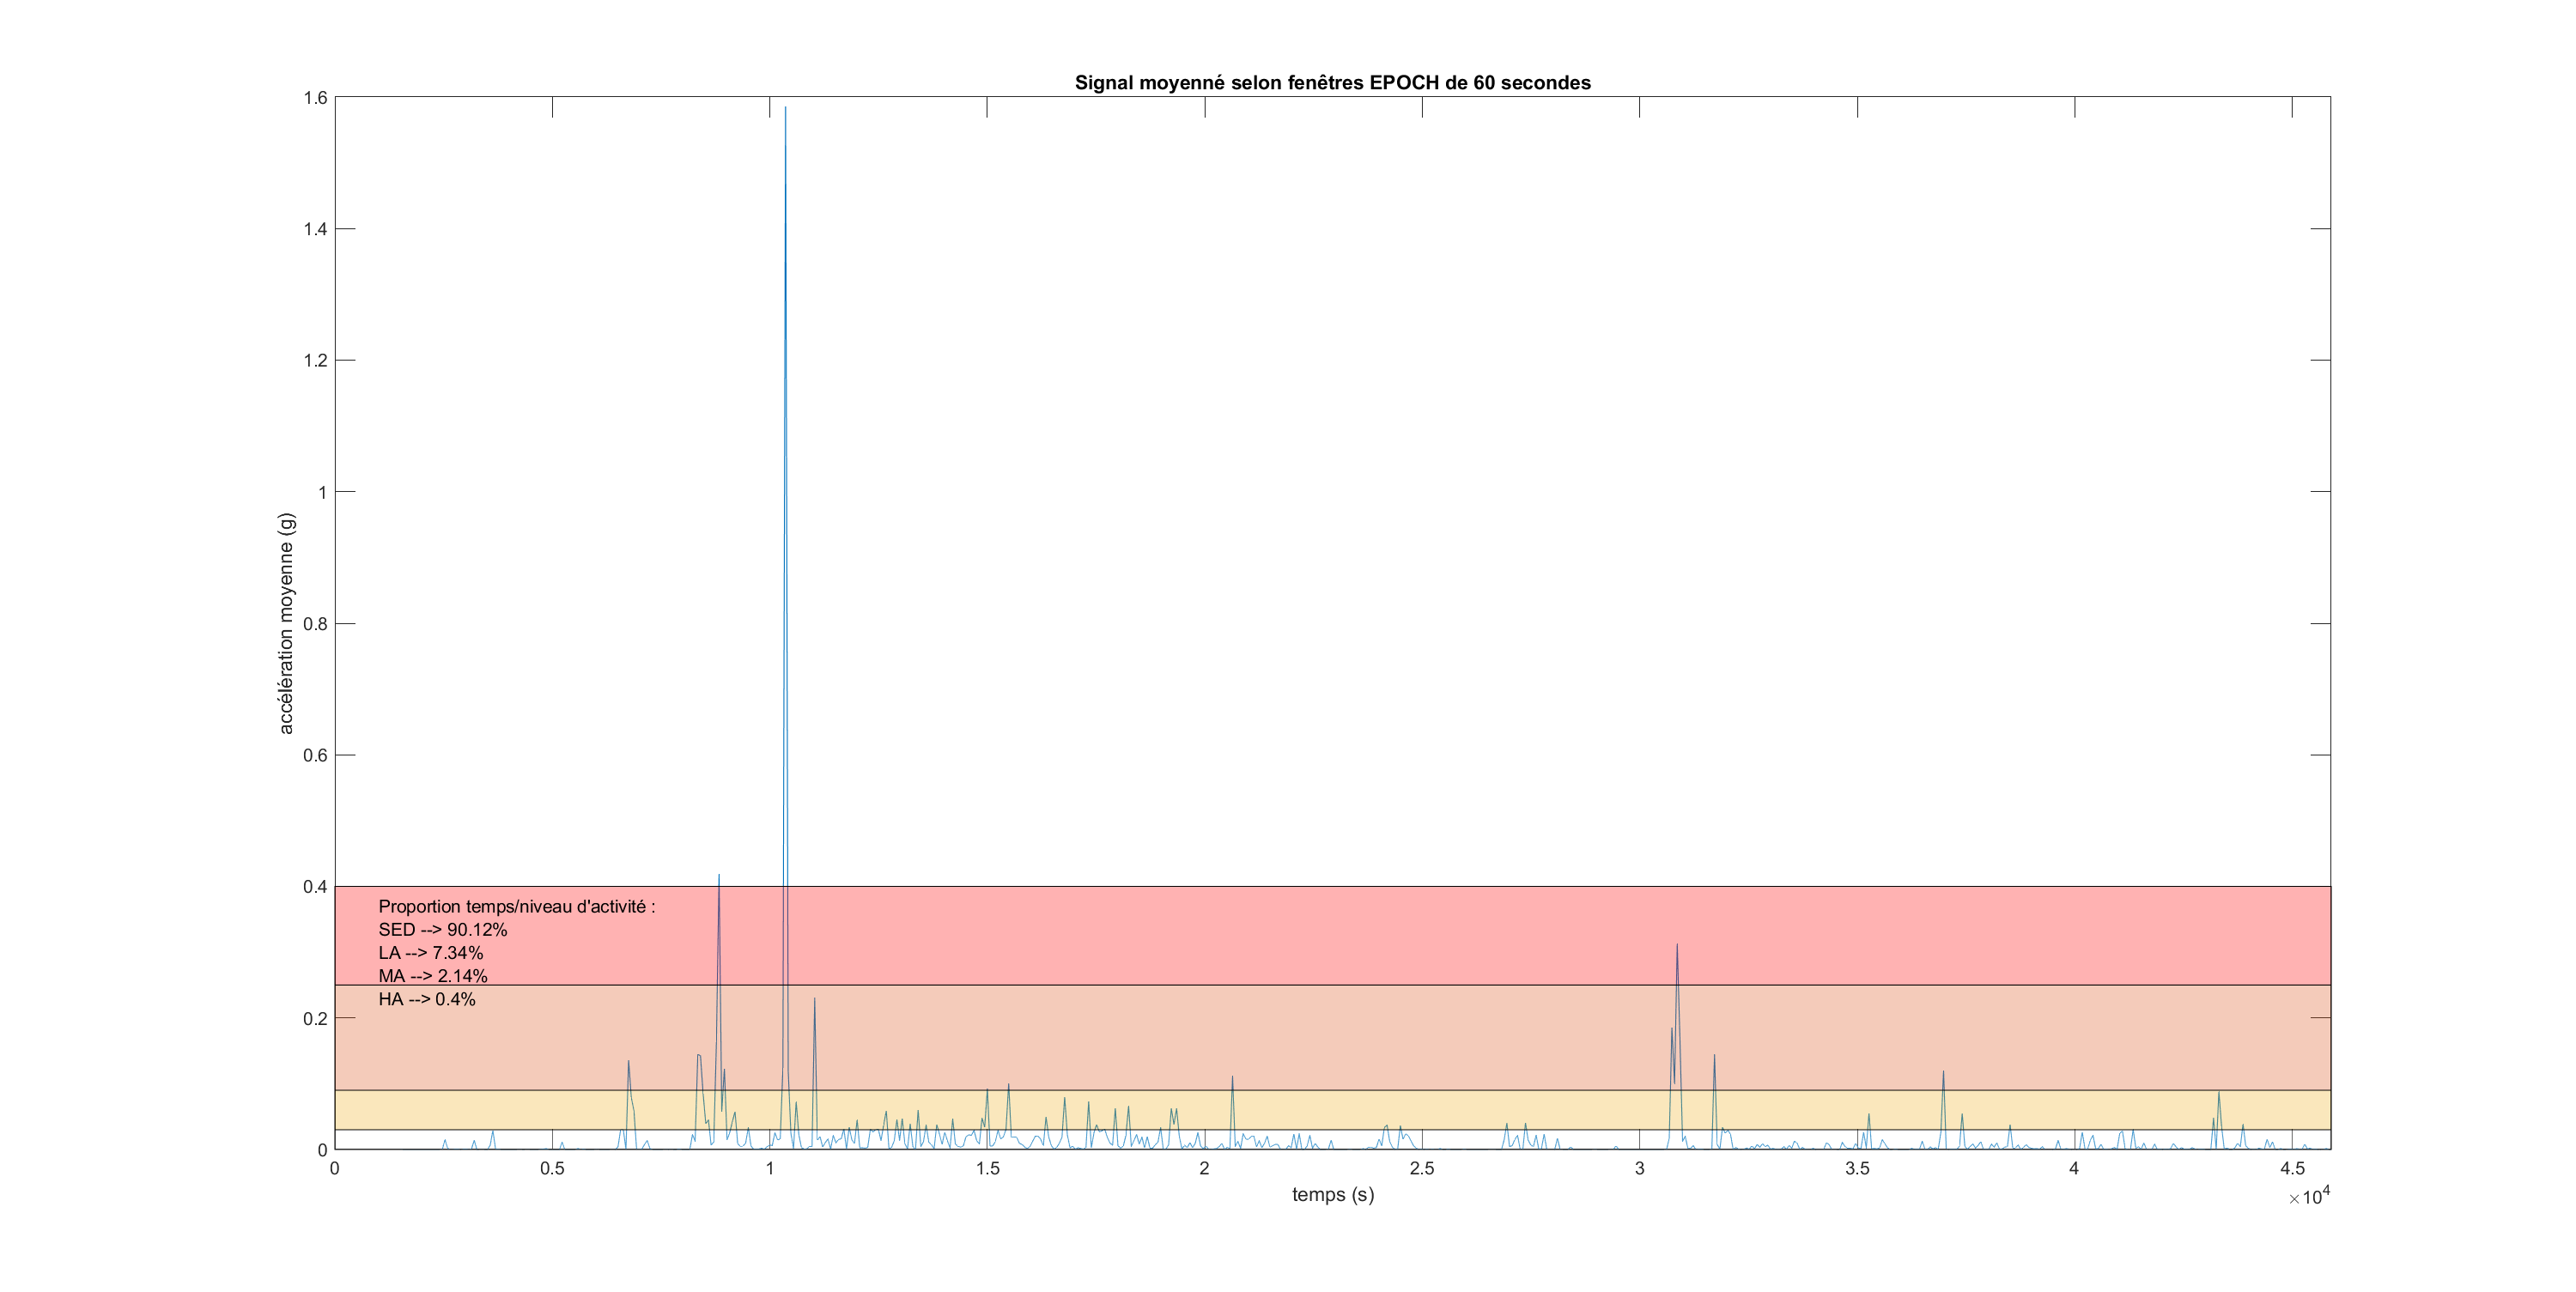 Signal moyenné selon fenêtres EPOCH de 60 secondes
1.6
1.4
1.2
1
0.8
0.6
0.4
0.2
0
accélération moyenne (g)
Proportion temps/niveau d'activité :
SED --> 90.12%
LA --> 7.34%
MA --> 2.14%
HA --> 0.4%
0 0.5 1 1.5 2 2.5 3 3.5 4 4.5
temps (s)
×10⁴